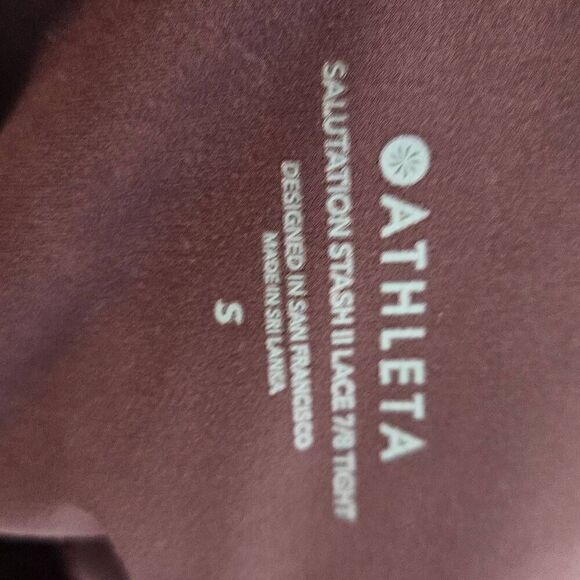 ATHLETA
SALUTATION STASH II LACE 7/8 TIGHT
DESIGNED IN SAN FRANCISCO
MADE IN SRI LANKA
S